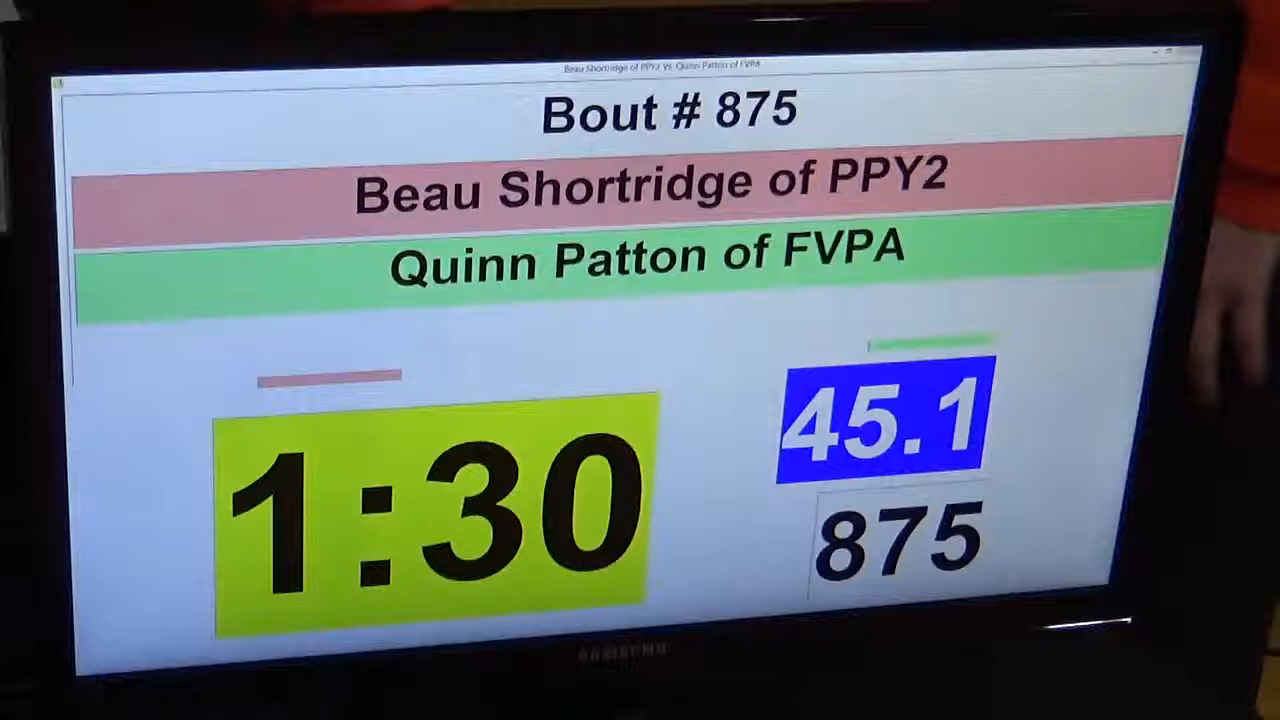 Beau Shortridge of PPY2 Vs. Quinn Patton of FVPA
Bout # 875
Beau Shortridge of PPY2
Quinn Patton of FVPA
1:30
45.1
875
SAMSUNG